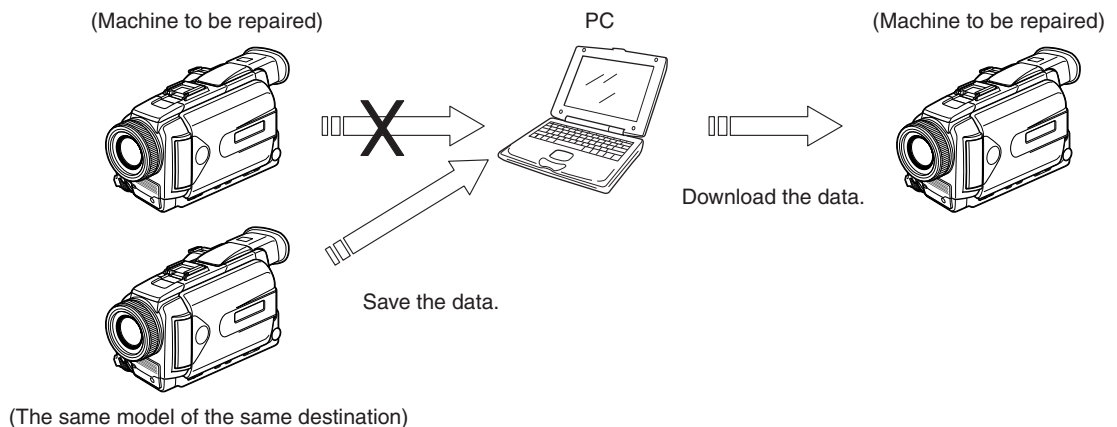 (Machine to be repaired)
PC
(Machine to be repaired)
X
Download the data.
Save the data.
(The same model of the same destination)